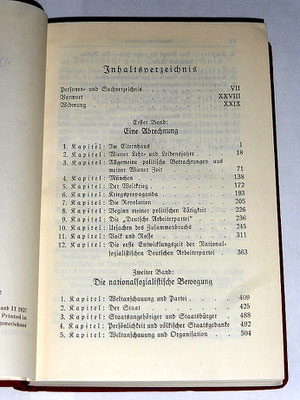 Inhaltsverzeichnis
Personen- und Sachverzeichnis VII
Vorwort XXVIII
Widmung XXIX
Erster Band:
Eine Abrechnung
1. Kapitel: Im Elternhaus 1
2. Kapitel: Wiener Lehr- und Leidensjahre 18
3. Kapitel: Allgemeine politische Betrachtungen aus
meiner Wiener Zeit 71
4. Kapitel: München 138
5. Kapitel: Der Weltkrieg 172
6. Kapitel: Kriegspropaganda 193
7. Kapitel: Die Revolution 205
8. Kapitel: Beginn meiner politischen Tätigkeit 226
9. Kapitel: Die „Deutsche Arbeiterpartei“ 236
10. Kapitel: Ursachen des Zusammenbruchs 245
11. Kapitel: Volk und Rasse 311
12. Kapitel: Die erste Entwicklungszeit der National-
sozialistischen Deutschen Arbeiterpartei 363
Zweiter Band:
Die nationalsozialistische Bewegung
1. Kapitel: Weltanschauung und Partei 409
2. Kapitel: Der Staat 425
3. Kapitel: Staatsangehöriger und Staatsbürger 488
4. Kapitel: Persönlichkeit und völkischer Staatsgedanke 492
5. Kapitel: Weltanschauung und Organisation 504
Band II 1927
Printed in